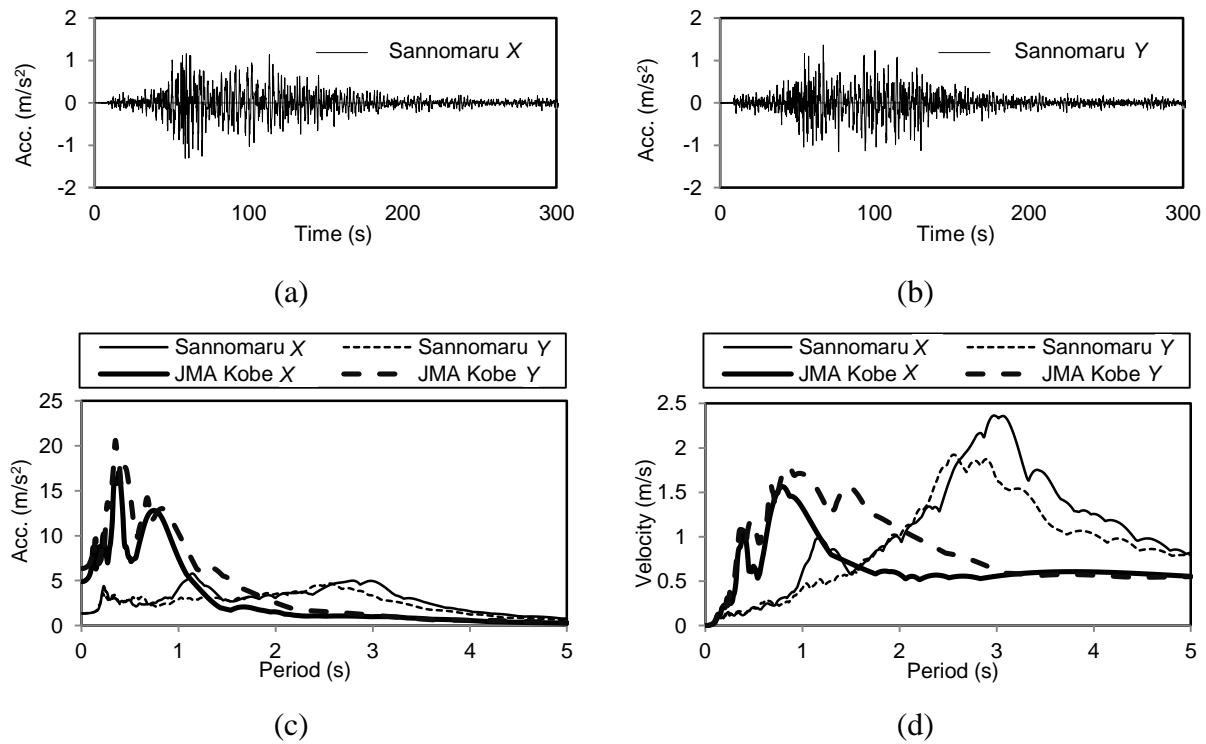 2
1
0
-1
-2
Acc. (m/s²)
Sannomaru X
0 100 200 300
Time (s)
(a)
2
1
0
-1
-2
Acc. (m/s²)
Sannomaru Y
0 100 200 300
Time (s)
(b)
Sannomaru X Sannomaru Y
JMA Kobe X JMA Kobe Y
25
20
15
10
5
0
Acc. (m/s²)
0 1 2 3 4 5
Period (s)
(c)
Sannomaru X Sannomaru Y
JMA Kobe X JMA Kobe Y
2.5
2
1.5
1
0.5
0
Velocity (m/s)
0 1 2 3 4 5
Period (s)
(d)